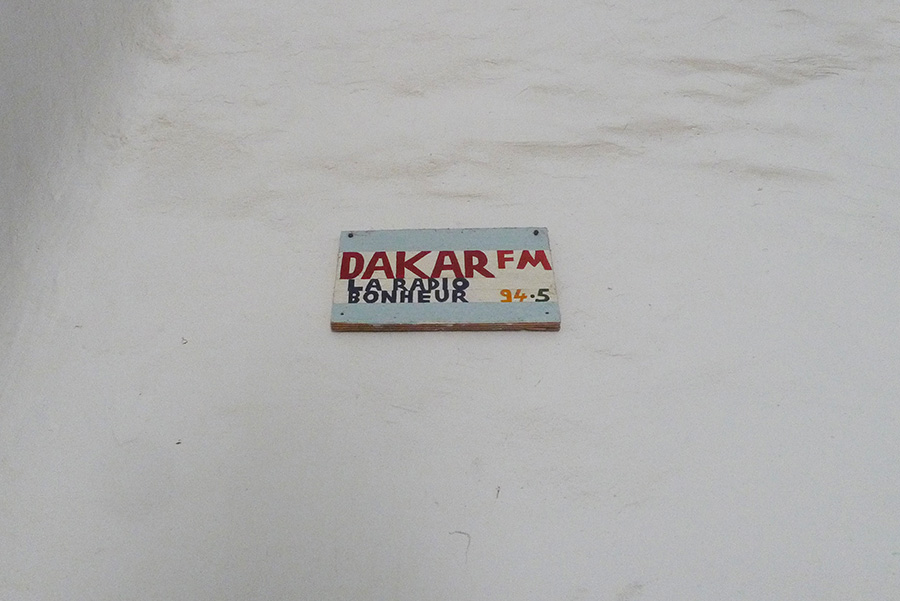 DAKAR FM
LA RADIO
BONHEUR 94.5